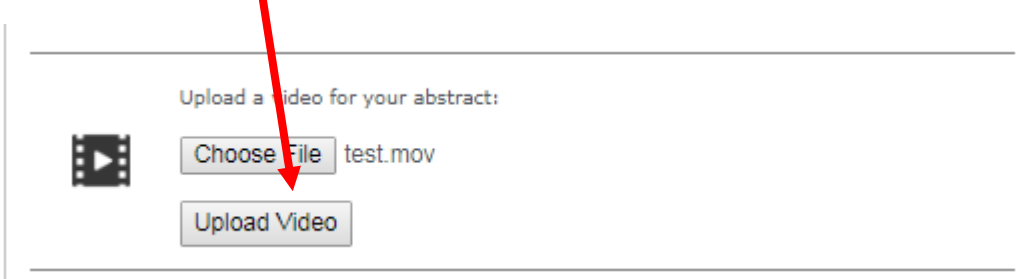 Upload a video for your abstract:
Choose File test.mov
Upload Video